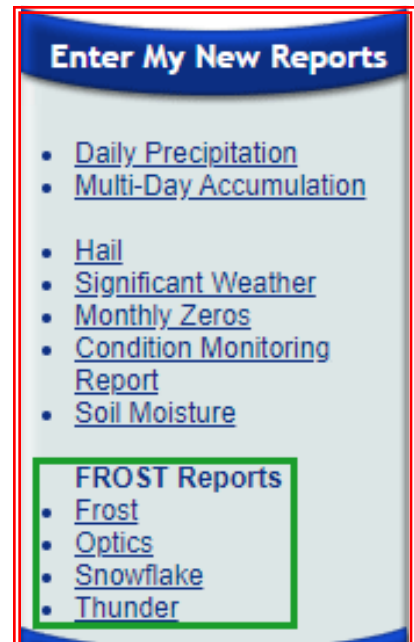 Enter My New Reports
Daily Precipitation
Multi-Day Accumulation
Hail
Significant Weather
Monthly Zeros
Condition Monitoring
Report
Soil Moisture
FROST Reports
Frost
Optics
Snowflake
Thunder